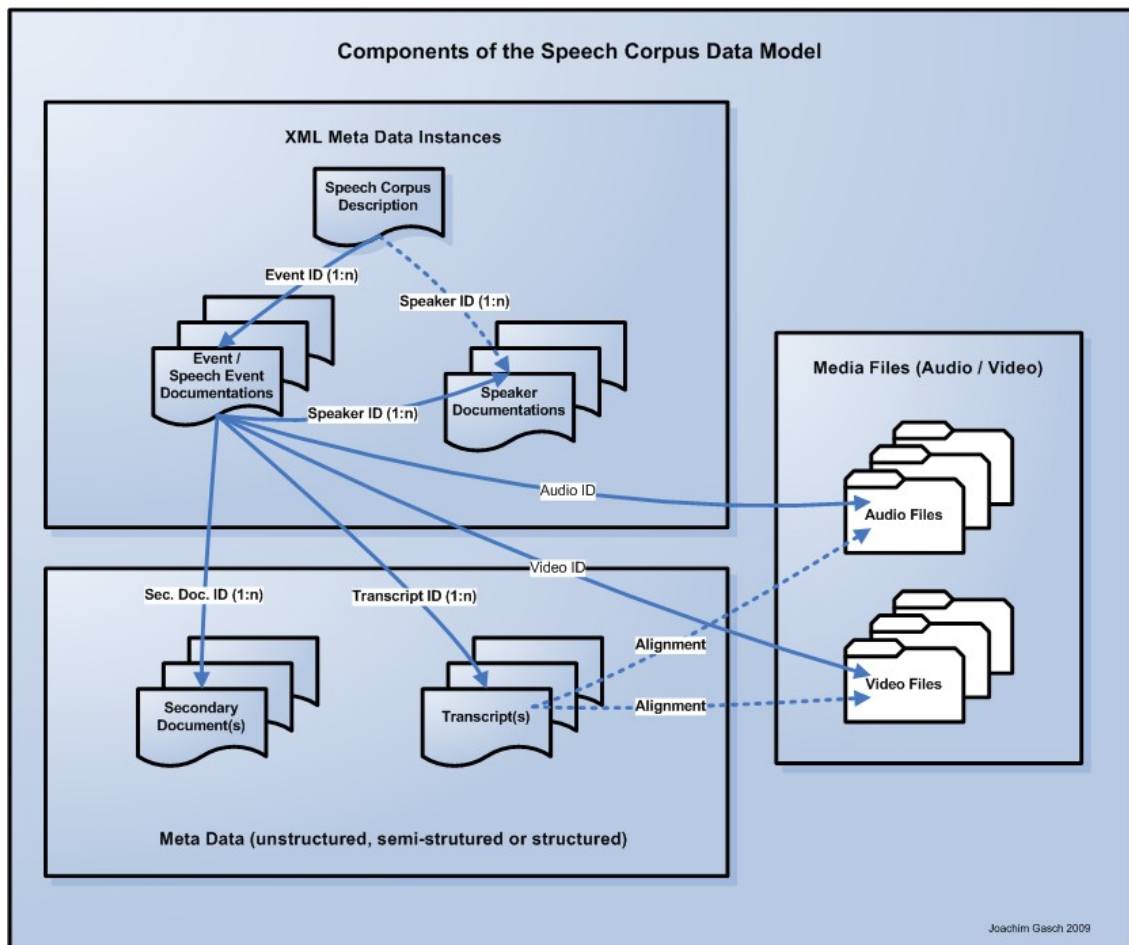 Components of the Speech Corpus Data Model
XML Meta Data Instances
Speech Corpus
Description
Event ID (1:n)
Speaker ID (1:n)
Event /
Speech Event
Documentations
Speaker ID (1:n)
Speaker
Documentations
Media Files (Audio / Video)
Audio ID
Audio Files
Video ID
Sec. Doc. ID (1:n)
Transcript ID (1:n)
Alignment
Video Files
Secondary
Document(s)
Transcript(s)
Alignment
Meta Data (unstructured, semi-strutured or structured)
Joachim Gasch 2009